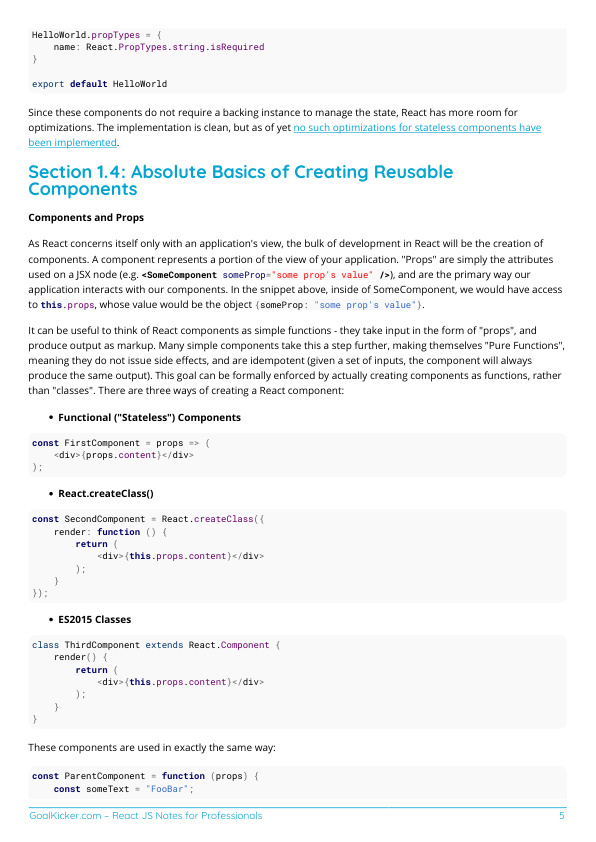 HelloWorld.propTypes = {
    name: React.PropTypes.string.isRequired
}

export default HelloWorld

Since these components do not require a backing instance to manage the state, React has more room for
optimizations. The implementation is clean, but as of yet no such optimizations for stateless components have
been implemented.

Section 1.4: Absolute Basics of Creating Reusable
Components

Components and Props

As React concerns itself only with an application's view, the bulk of development in React will be the creation of
components. A component represents a portion of the view of your application. "Props" are simply the attributes
used on a JSX node (e.g. <SomeComponent someProp="some prop's value" />), and are the primary way our
application interacts with our components. In the snippet above, inside of SomeComponent, we would have access
to this.props, whose value would be the object {someProp: "some prop's value"}.

It can be useful to think of React components as simple functions - they take input in the form of "props", and
produce output as markup. Many simple components take this a step further, making themselves "Pure Functions",
meaning they do not issue side effects, and are idempotent (given a set of inputs, the component will always
produce the same output). This goal can be formally enforced by actually creating components as functions, rather
than "classes". There are three ways of creating a React component:

• Functional ("Stateless") Components

const FirstComponent = props => {
    <div>{props.content}</div>
);

• React.createClass()

const SecondComponent = React.createClass({
    render: function () {
        return (
            <div>{this.props.content}</div>
        );
    }
});

• ES2015 Classes

class ThirdComponent extends React.Component {
    render() {
        return (
            <div>{this.props.content}</div>
        );
    }
}

These components are used in exactly the same way:

const ParentComponent = function (props) {
    const someText = "FooBar";

GoalKicker.com – React JS Notes for Professionals 5